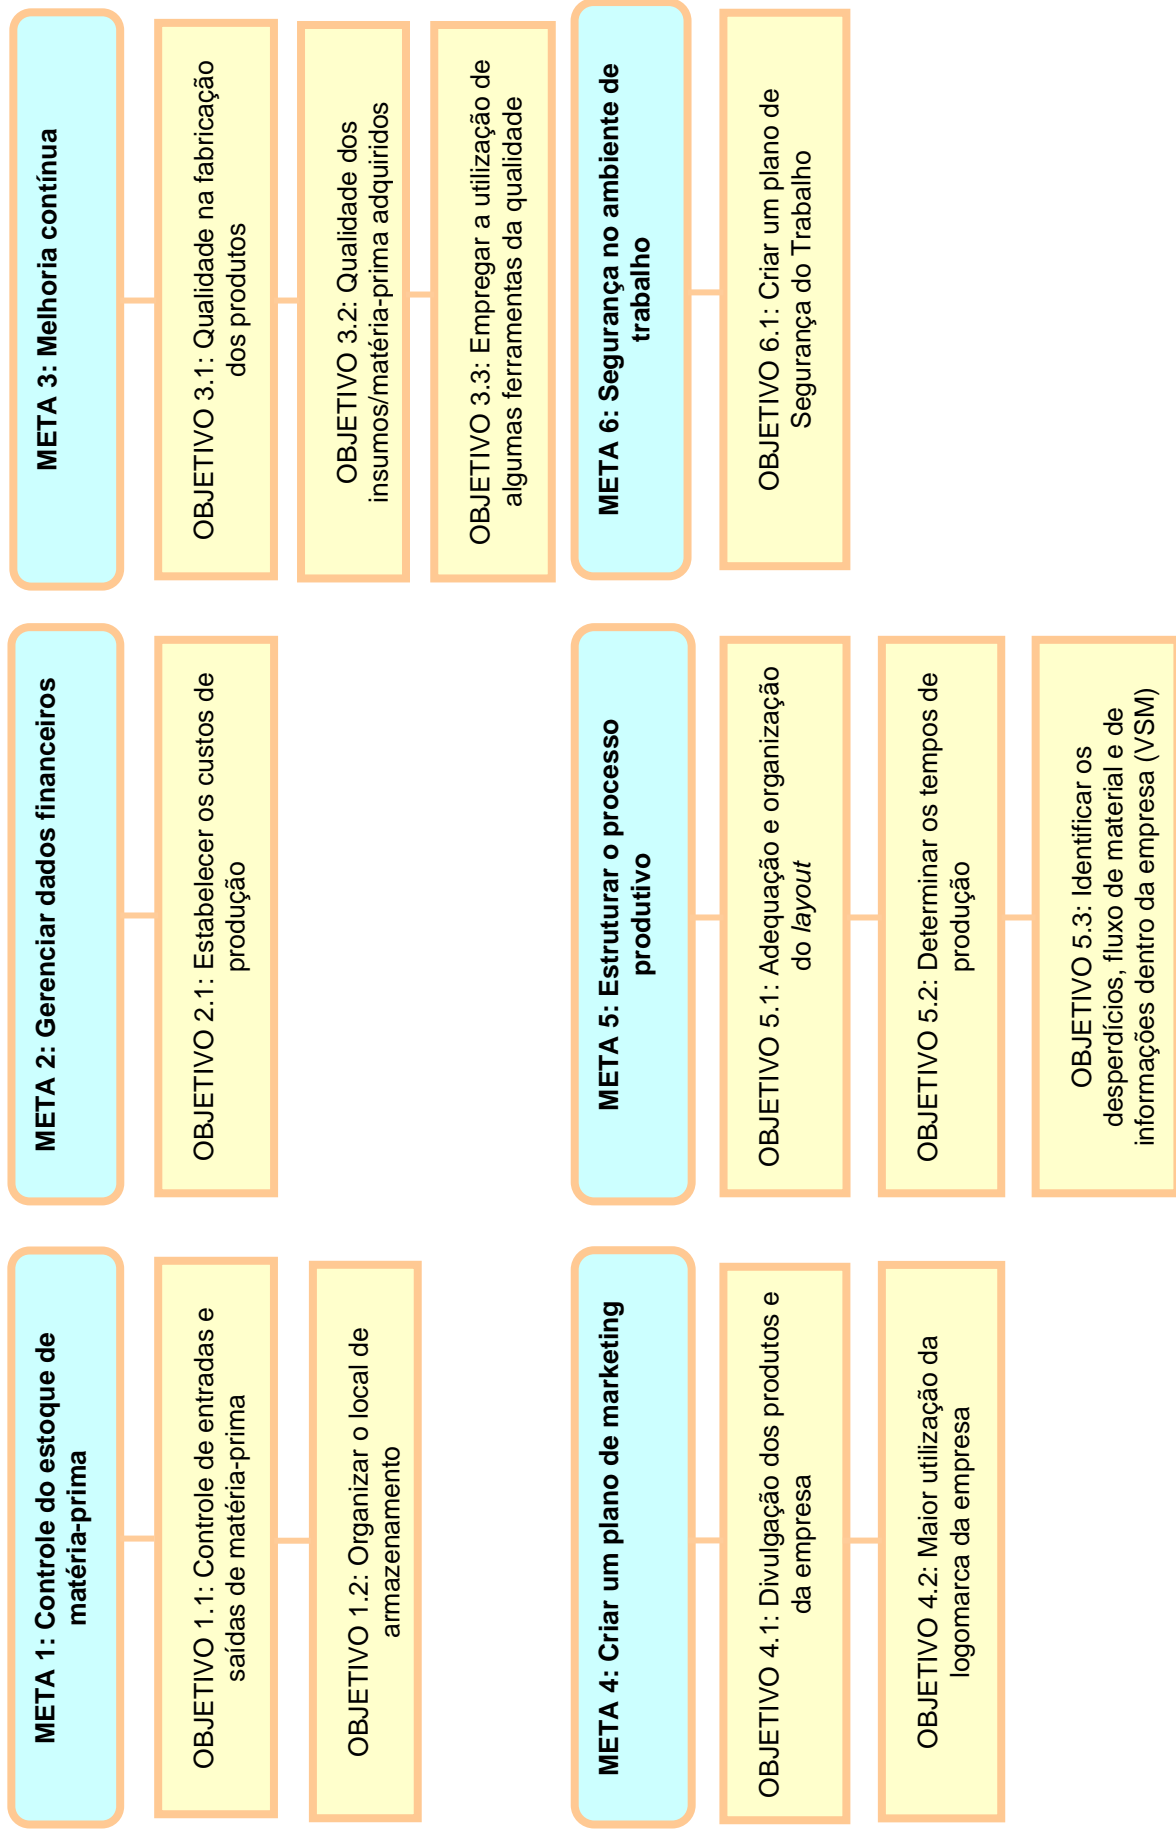 META 1: Controle do estoque de
matéria-prima
OBJETIVO 1.1: Controle de entradas e
saídas de matéria-prima
OBJETIVO 1.2: Organizar o local de
armazenamento
META 2: Gerenciar dados financeiros
OBJETIVO 2.1: Estabelecer os custos de
produção
META 3: Melhoria contínua
OBJETIVO 3.1: Qualidade na fabricação
dos produtos
OBJETIVO 3.2: Qualidade dos
insumos/matéria-prima adquiridos
OBJETIVO 3.3: Empregar a utilização de
algumas ferramentas da qualidade
META 4: Criar um plano de marketing
OBJETIVO 4.1: Divulgação dos produtos e
da empresa
OBJETIVO 4.2: Maior utilização da
logomarca da empresa
META 5: Estruturar o processo
produtivo
OBJETIVO 5.1: Adequação e organização
do layout
OBJETIVO 5.2: Determinar os tempos de
produção
OBJETIVO 5.3: Identificar os
desperdícios, fluxo de material e de
informações dentro da empresa (VSM)
META 6: Segurança no ambiente de
trabalho
OBJETIVO 6.1: Criar um plano de
Segurança do Trabalho